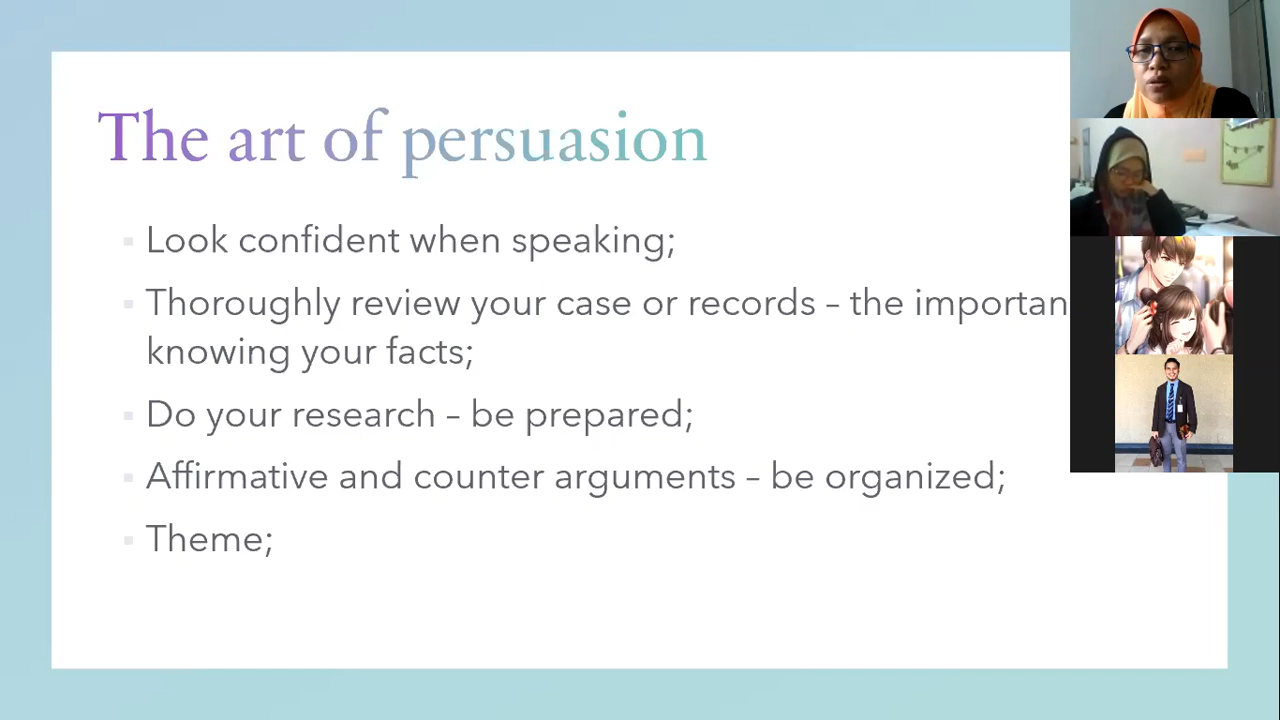 The art of persuasion
Look confident when speaking;
Thoroughly review your case or records – the importan
knowing your facts;
Do your research – be prepared;
Affirmative and counter arguments – be organized;
Theme;